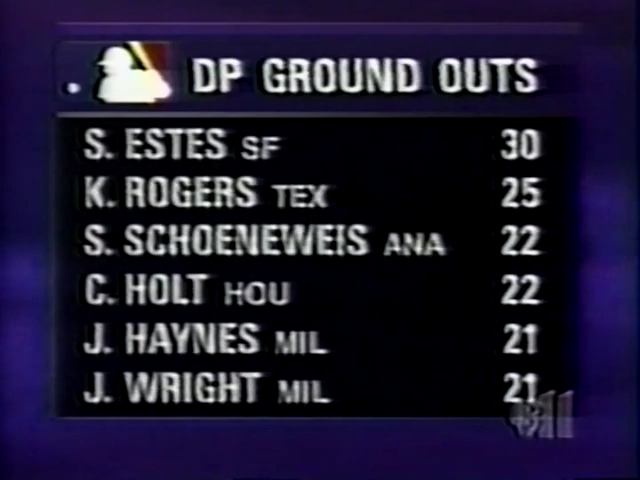 DP GROUND OUTS
S. ESTES SF 30
K. ROGERS TEX 25
S. SCHOENEWEIS ANA 22
C. HOLT HOU 22
J. HAYNES MIL 21
J. WRIGHT MIL 21
11